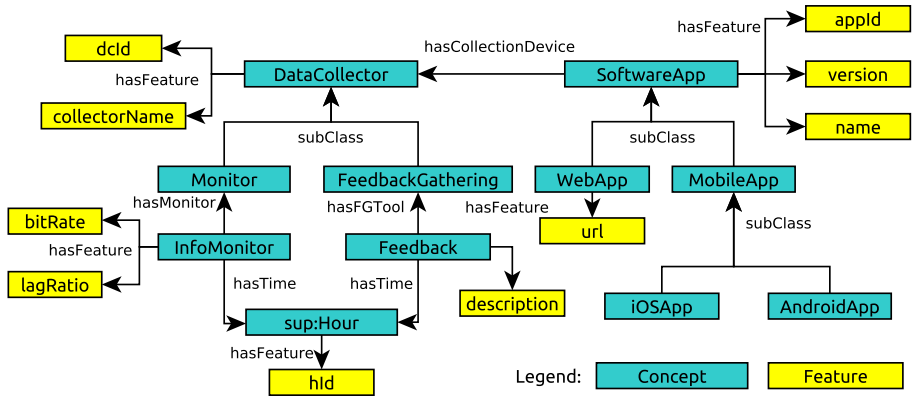 appId
hasFeature
dcId
hasCollectionDevice
hasFeature
DataCollector
SoftwareApp
version
collectorName
name
subClass
subClass
Monitor
FeedbackGathering
WebApp
MobileApp
hasMonitor
hasFGTool
hasFeature
bitRate
subClass
url
hasFeature
InfoMonitor
Feedback
lagRatio
hasTime
hasTime
description
iOSApp
AndroidApp
sup:Hour
hasFeature
hId
Legend:
Concept
Feature